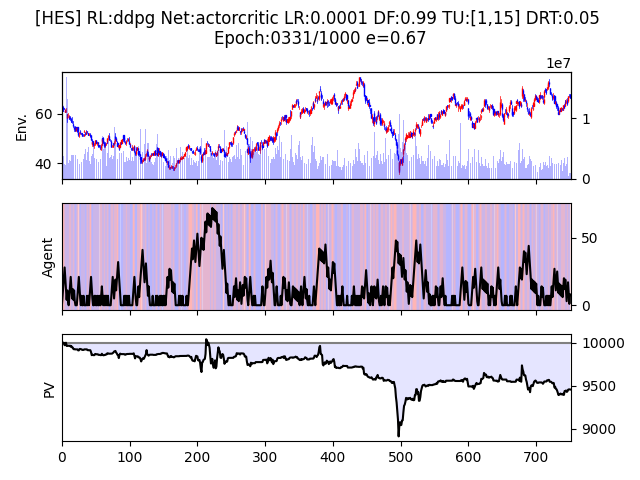 [HES] RL:ddpg Net:actorcritic LR:0.0001 DF:0.99 TU:[1,15] DRT:0.05
Epoch:0331/1000 e=0.67
1e7
Env.
60
40
1
0
Agent
50
0
PV
10000
9500
9000
0 100 200 300 400 500 600 700